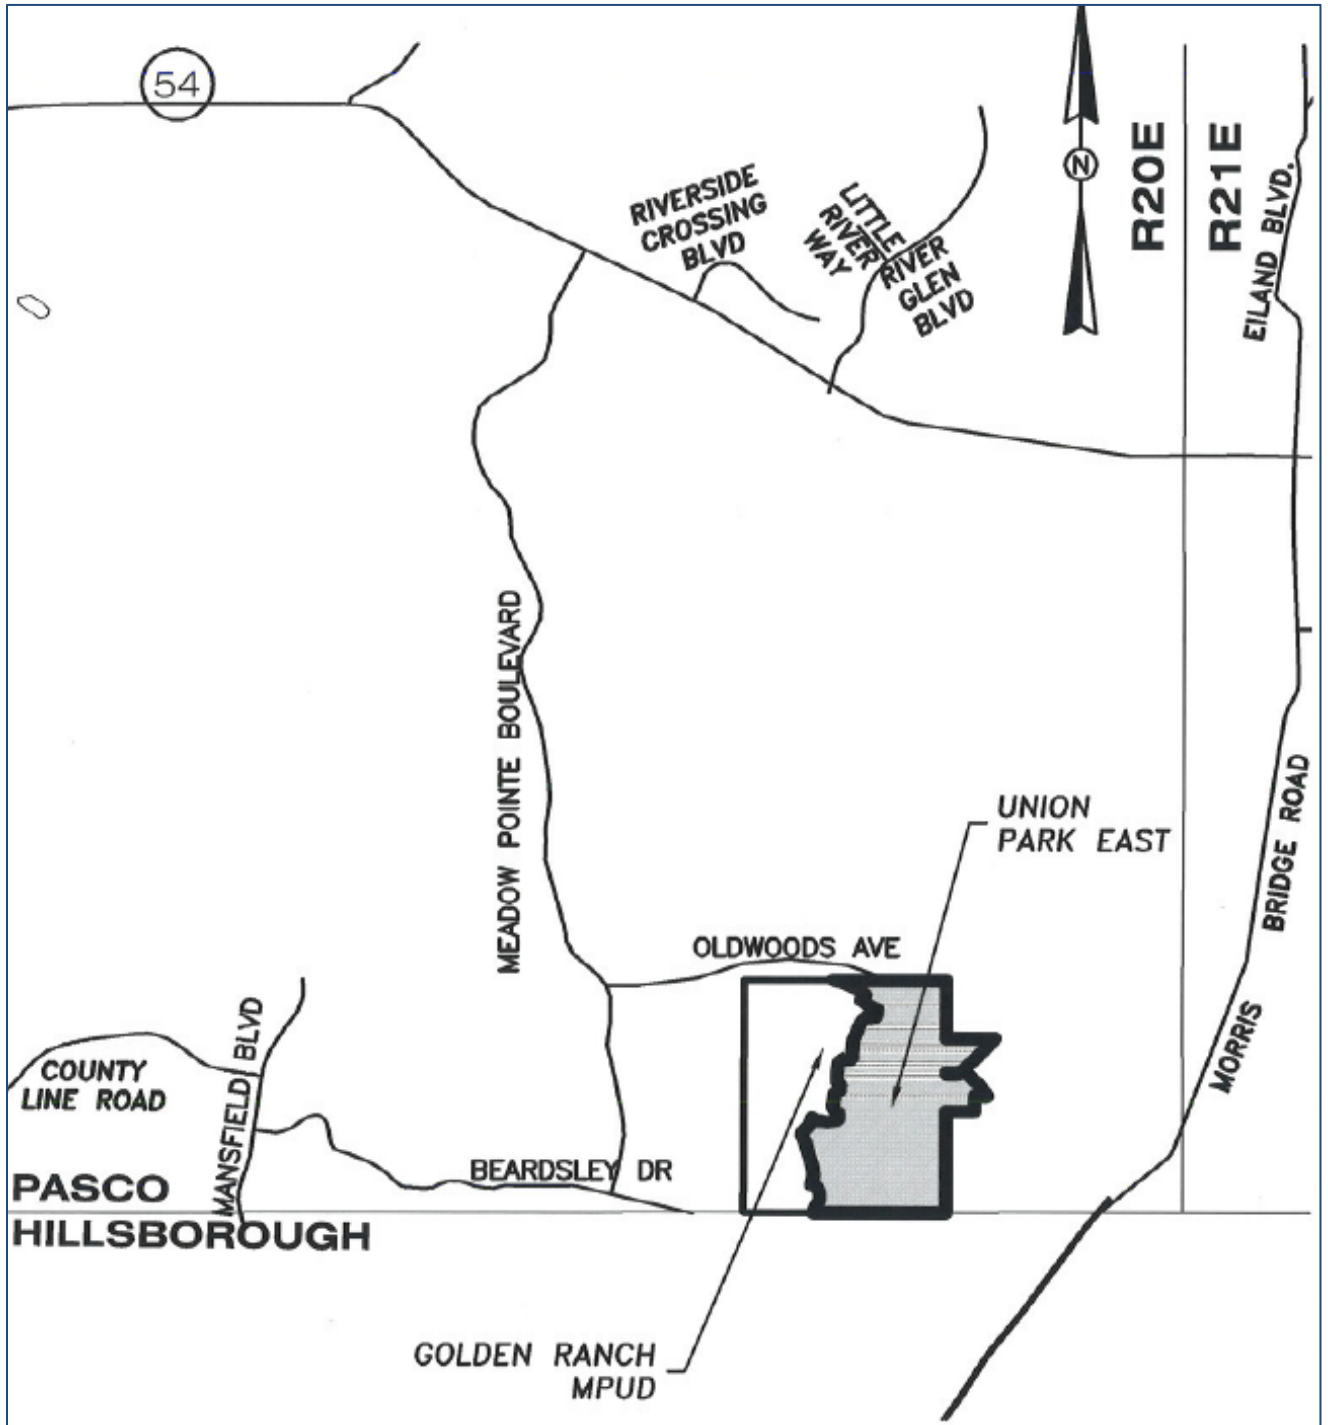 54
N
R20E
R21E
RIVERSIDE
CROSSING
BLVD
LITTLE
RIVER
WAY
RIVER
GLEN
BLVD
EILAND BLVD.
MEADOW POINTE BOULEVARD
UNION
PARK EAST
BRIDGE ROAD
MORRIS
OLDWOODS AVE
MANSFIELD BLVD
COUNTY
LINE ROAD
BEARDSLEY DR
PASCO
HILLSBOROUGH
GOLDEN RANCH
MPUD